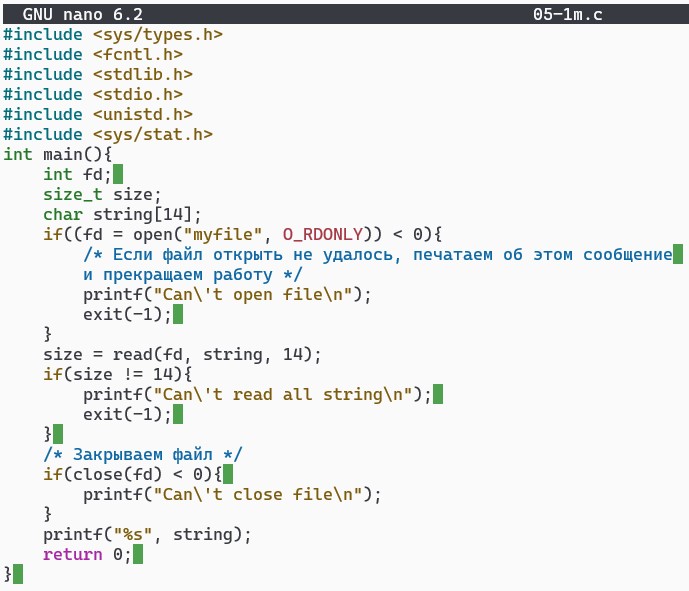 GNU nano 6.2 05-1m.c
#include <sys/types.h>
#include <fcntl.h>
#include <stdlib.h>
#include <stdio.h>
#include <unistd.h>
#include <sys/stat.h>
int main(){
    int fd;
    size_t size;
    char string[14];
    if((fd = open("myfile", O_RDONLY)) < 0){
        /* Если файл открыть не удалось, печатаем об этом сообщение
        и прекращаем работу */
        printf("Can\'t open file\n");
        exit(-1);
    }
    size = read(fd, string, 14);
    if(size != 14){
        printf("Can\'t read all string\n");
        exit(-1);
    }
    /* Закрываем файл */
    if(close(fd) < 0){
        printf("Can\'t close file\n");
    }
    printf("%s", string);
    return 0;
}